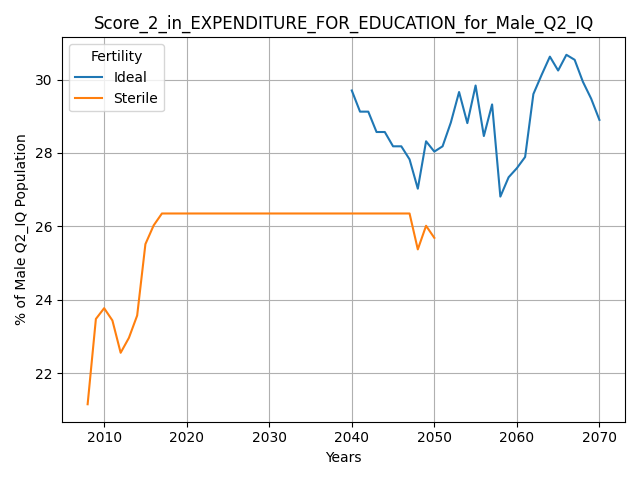 Score_2_in_EXPENDITURE_FOR_EDUCATION_for_Male_Q2_IQ
Fertility
Ideal
Sterile
% of Male Q2_IQ Population
30
28
26
24
22
2010
2020
2030
2040
2050
2060
2070
Years